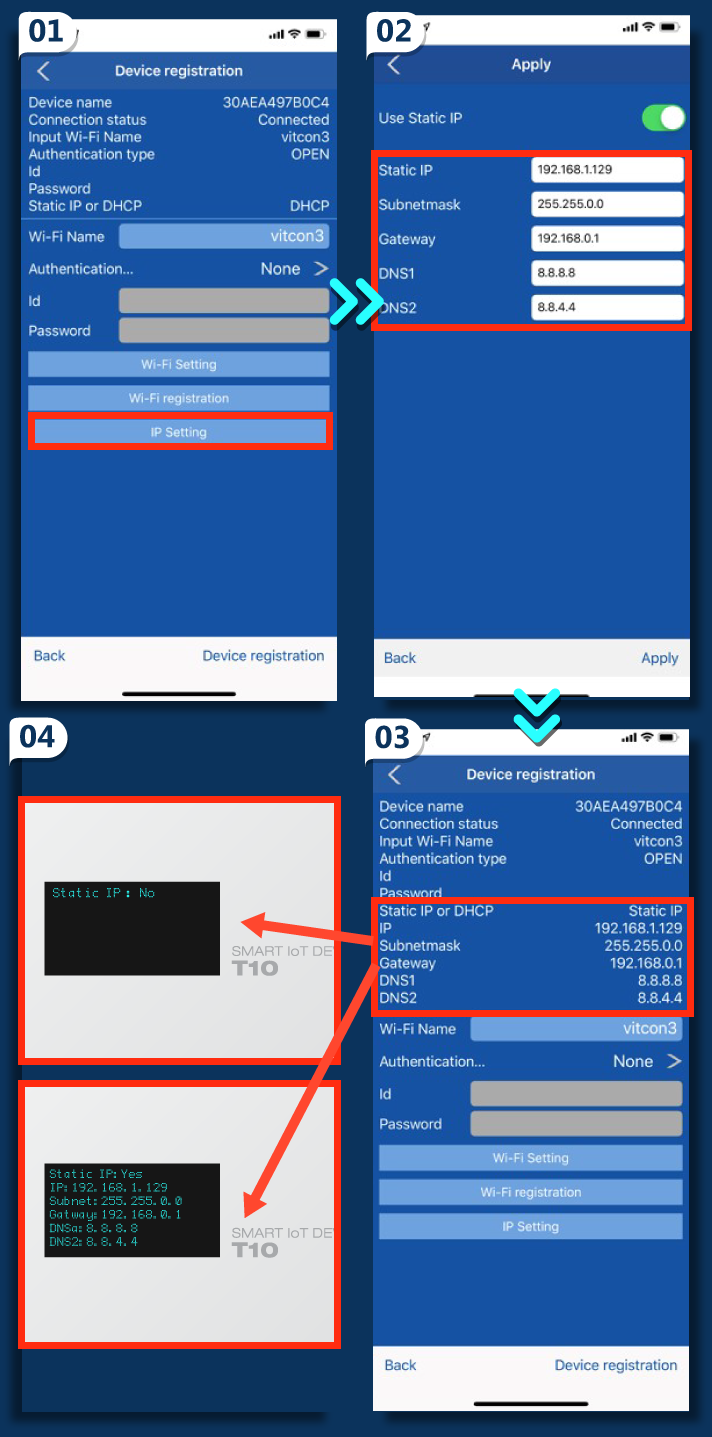 01
Device registration
Device name 30AEA497B0C4
Connection status Connected
Input Wi-Fi Name vitcon3
Authentication type OPEN
Id
Password
Static IP or DHCP DHCP
Wi-Fi Name vitcon3
Authentication... None >
Id
Password
Wi-Fi Setting
Wi-Fi registration
IP Setting
Back Device registration
02
Apply
Use Static IP
Static IP 192.168.1.129
Subnetmask 255.255.0.0
Gateway 192.168.0.1
DNS1 8.8.8.8
DNS2 8.8.4.4
Back Apply
03
Device registration
Device name 30AEA497B0C4
Connection status Connected
Input Wi-Fi Name vitcon3
Authentication type OPEN
Id
Password
Static IP or DHCP Static IP
IP 192.168.1.129
Subnetmask 255.255.0.0
Gateway 192.168.0.1
DNS1 8.8.8.8
DNS2 8.8.4.4
Wi-Fi Name vitcon3
Authentication... None >
Id
Password
Wi-Fi Setting
Wi-Fi registration
IP Setting
Back Device registration
04
Static IP: No
SMART IoT DE
T10
Static IP:Yes
IP:192.168.1.129
Subnet:255.255.0.0
Gatway:192.168.0.1
DNSa:8.8.8.8
DNS2:8.8.4.4
SMART IoT DE
T10